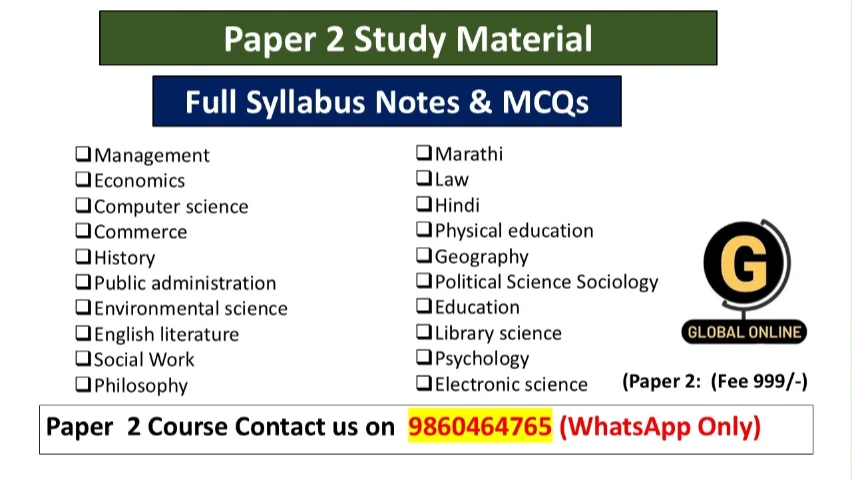 Paper 2 Study Material
Full Syllabus Notes & MCQs
❑Management
❑Economics
❑Computer science
❑Commerce
❑History
❑Public administration
❑Environmental science
❑English literature
❑Social Work
❑Philosophy
❑Marathi
❑Law
❑Hindi
❑Physical education
❑Geography
❑Political Science Sociology
❑Education
❑Library science
❑Psychology
❑Electronic science
G
GLOBAL ONLINE
(Paper 2: (Fee 999/-)
Paper 2 Course Contact us on 9860464765 (WhatsApp Only)